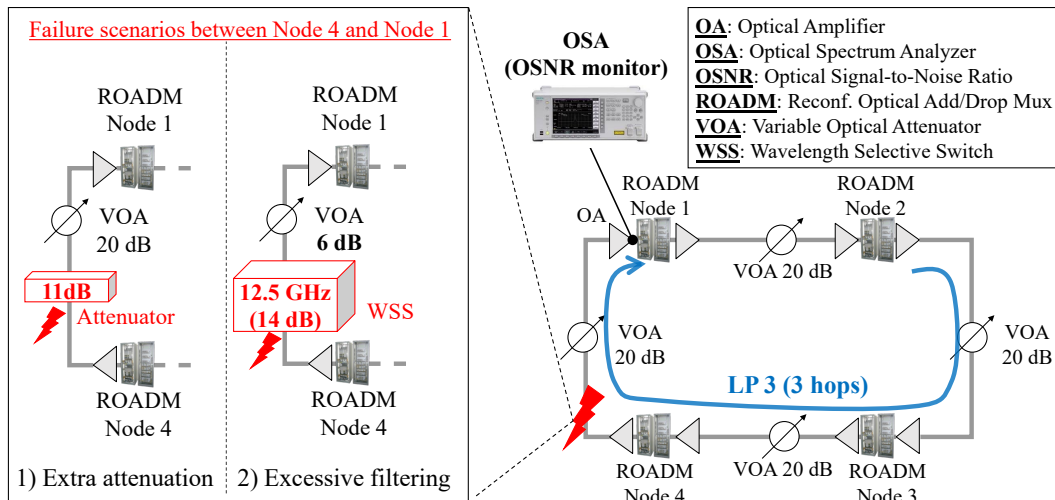 Failure scenarios between Node 4 and Node 1
ROADM
Node 1
VOA
20 dB
11dB
Attenuator
ROADM
Node 4
1) Extra attenuation
ROADM
Node 1
VOA
6 dB
12.5 GHz
(14 dB)
WSS
ROADM
Node 4
2) Excessive filtering
OSA
(OSNR monitor)
OA: Optical Amplifier
OSA: Optical Spectrum Analyzer
OSNR: Optical Signal-to-Noise Ratio
ROADM: Reconf. Optical Add/Drop Mux
VOA: Variable Optical Attenuator
WSS: Wavelength Selective Switch
OA
ROADM
Node 1
VOA 20 dB
ROADM
Node 2
VOA
20 dB
VOA
20 dB
LP 3 (3 hops)
ROADM
Node 4
VOA 20 dB
ROADM
Node 3